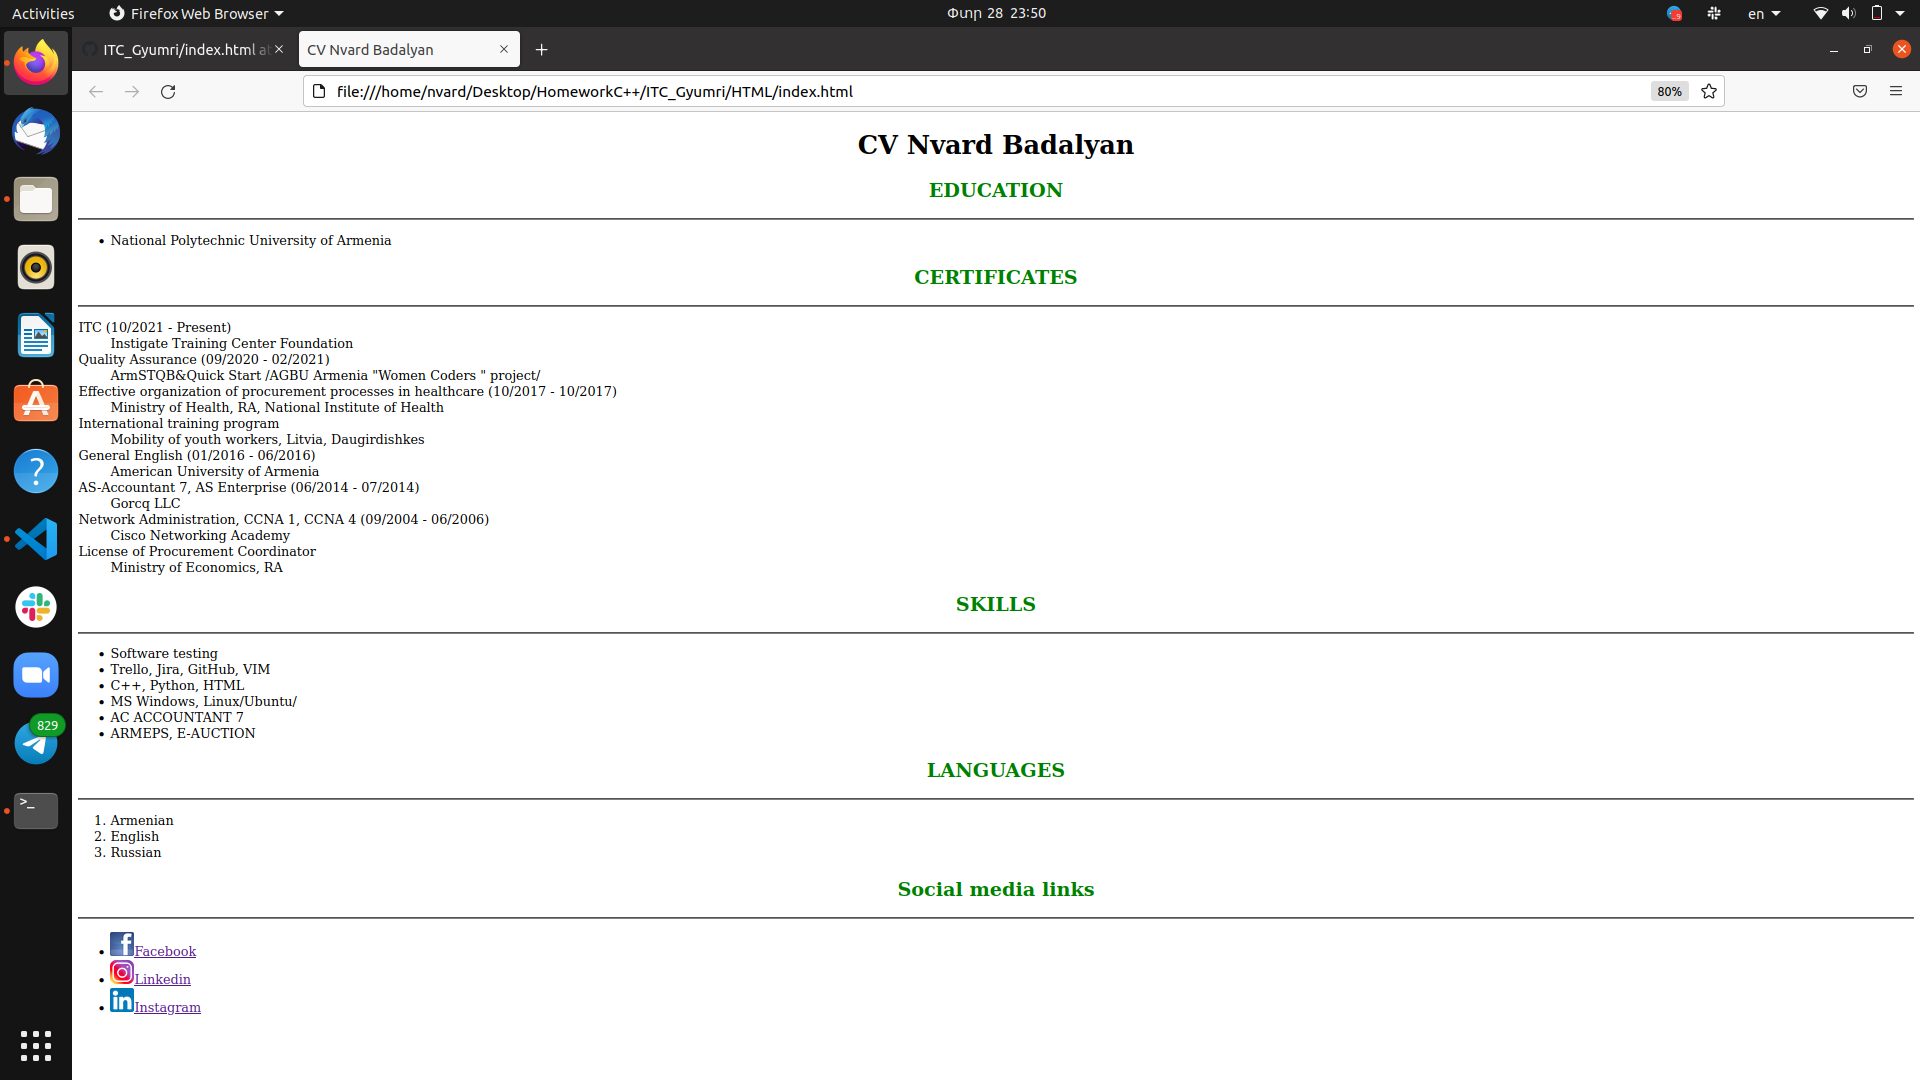 Activities
Firefox Web Browser
Փտր 28 23:50
en
ITC_Gyumri/index.html at
CV Nvard Badalyan
file:///home/nvard/Desktop/HomeworkC++/ITC_Gyumri/HTML/index.html
80%
CV Nvard Badalyan
EDUCATION
• National Polytechnic University of Armenia
CERTIFICATES
ITC (10/2021 - Present)
Instigate Training Center Foundation
Quality Assurance (09/2020 - 02/2021)
ArmSTQB&Quick Start /AGBU Armenia "Women Coders " project/
Effective organization of procurement processes in healthcare (10/2017 - 10/2017)
Ministry of Health, RA, National Institute of Health
International training program
Mobility of youth workers, Litvia, Daugirdishkes
General English (01/2016 - 06/2016)
American University of Armenia
AS-Accountant 7, AS Enterprise (06/2014 - 07/2014)
Gorcq LLC
Network Administration, CCNA 1, CCNA 4 (09/2004 - 06/2006)
Cisco Networking Academy
License of Procurement Coordinator
Ministry of Economics, RA
SKILLS
• Software testing
• Trello, Jira, GitHub, VIM
• C++, Python, HTML
• MS Windows, Linux/Ubuntu/
• AC ACCOUNTANT 7
• ARMEPS, E-AUCTION
829
LANGUAGES
1. Armenian
2. English
3. Russian
Social media links
• Facebook
• Linkedin
• Instagram